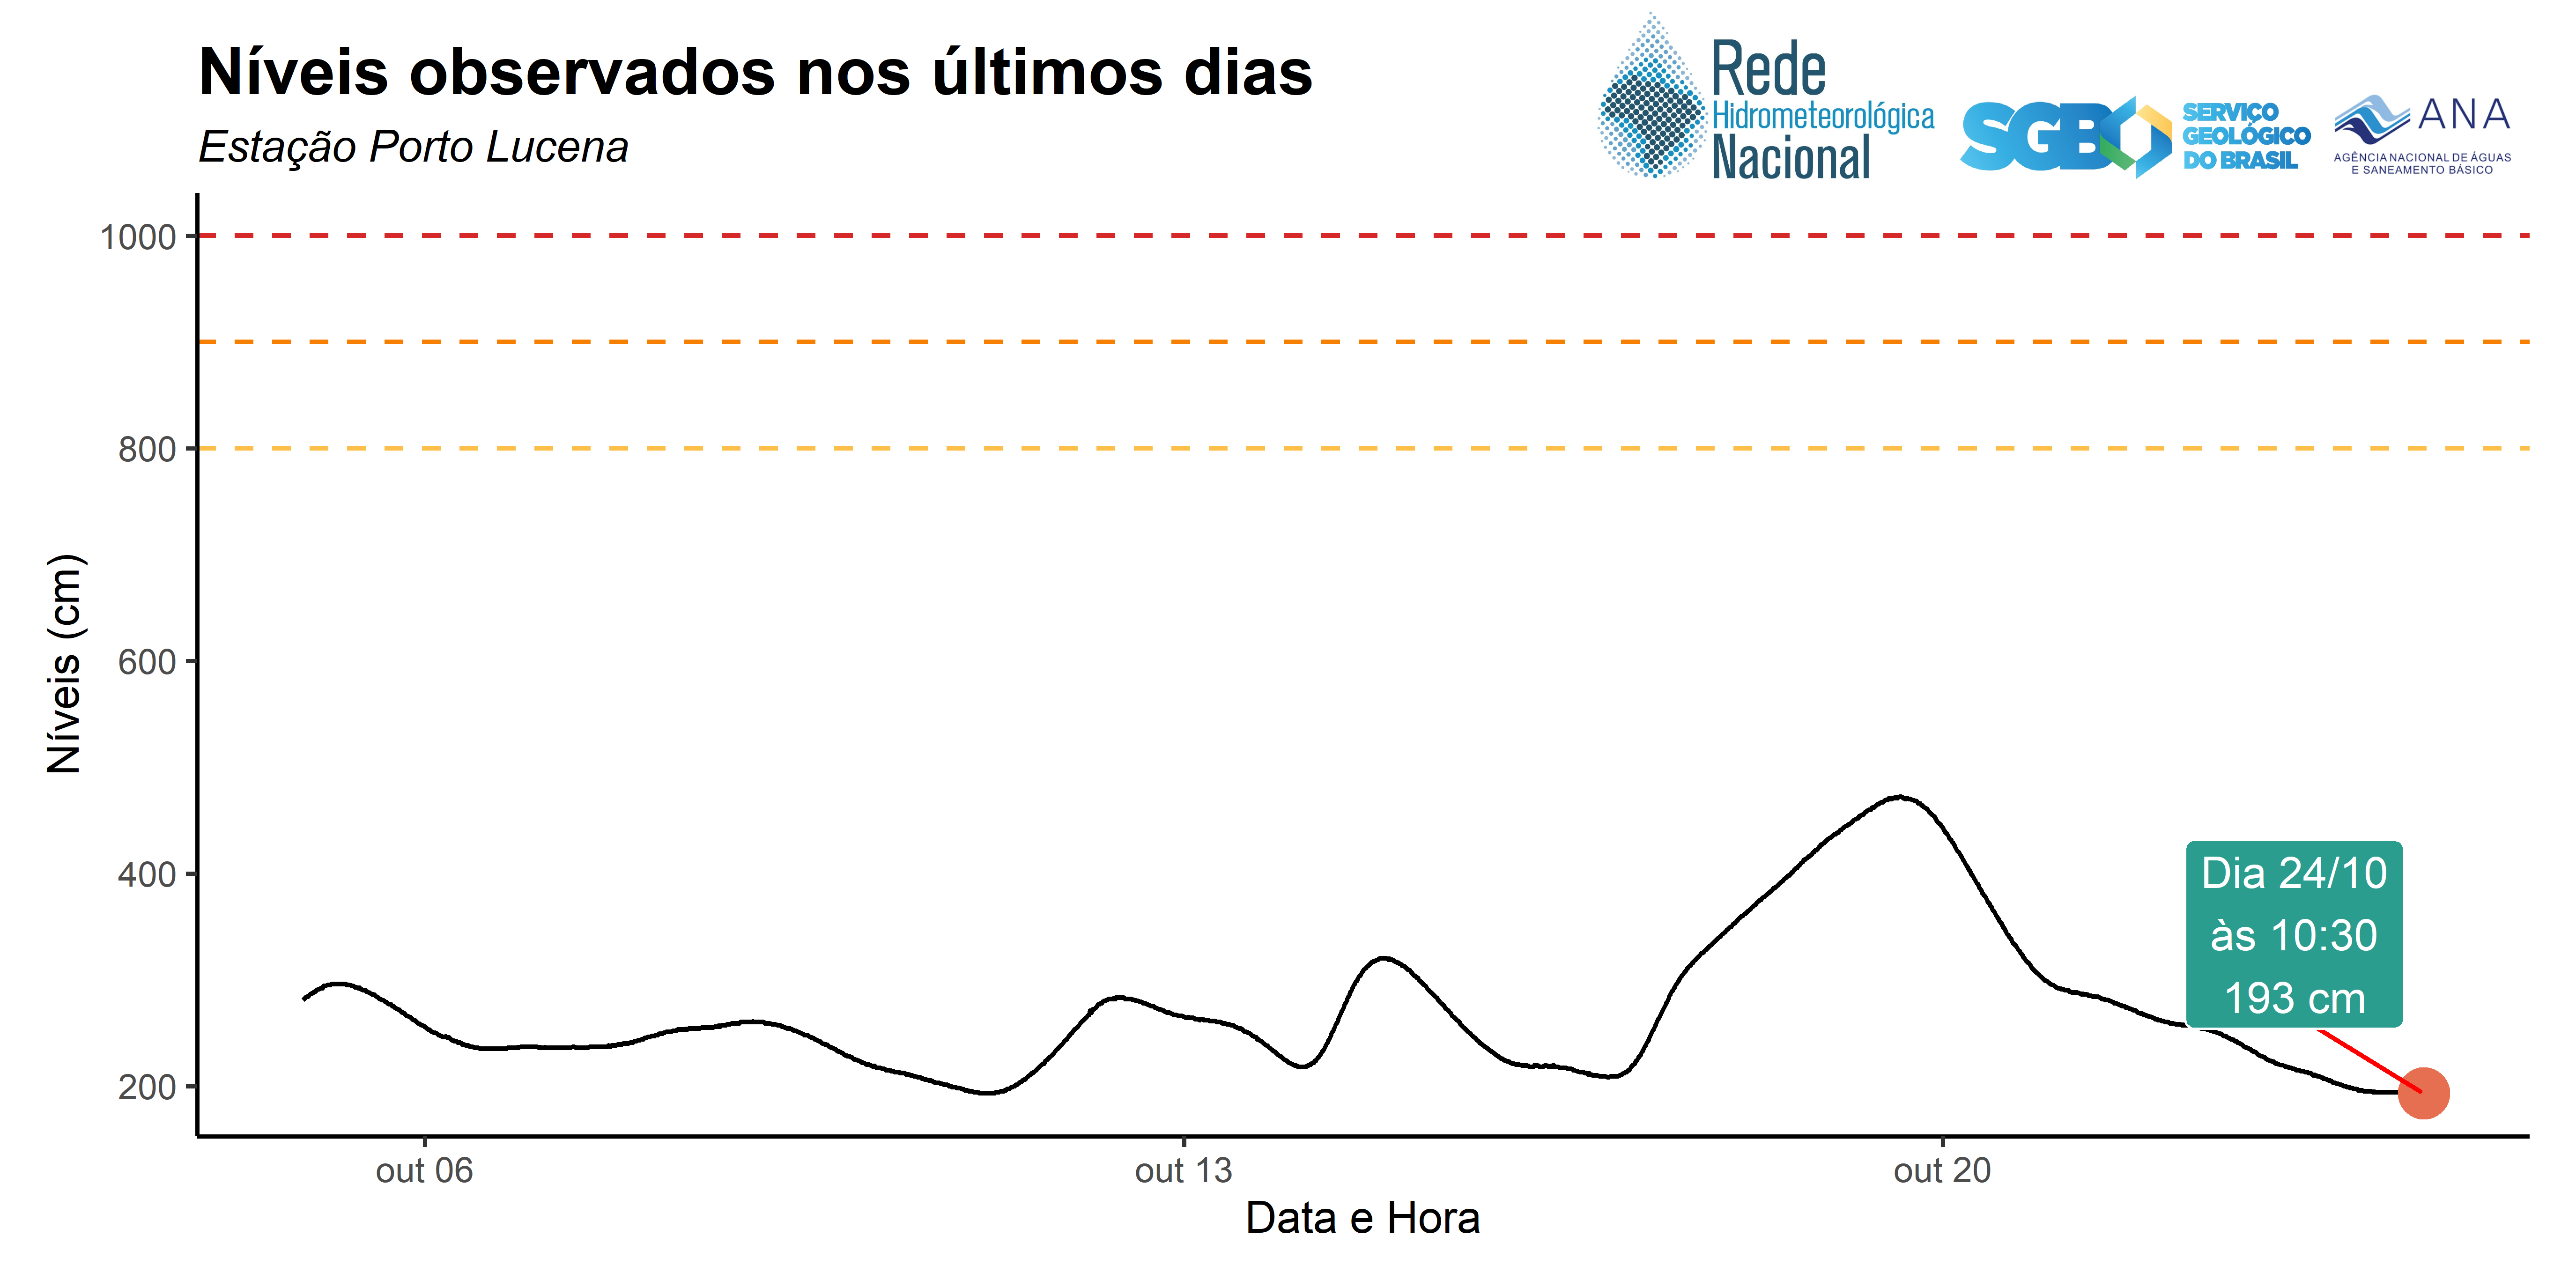 Níveis observados nos últimos dias
Estação Porto Lucena
Rede
Hidrometeorológica
Nacional
SGB
SERVIÇO
GEOLÓGICO
DO BRASIL
ANA
AGÊNCIA NACIONAL DE ÁGUAS
E SANEAMENTO BÁSICO
Níveis (cm)
1000
800
600
400
200
Dia 24/10
às 10:30
193 cm
out 06
out 13
out 20
Data e Hora